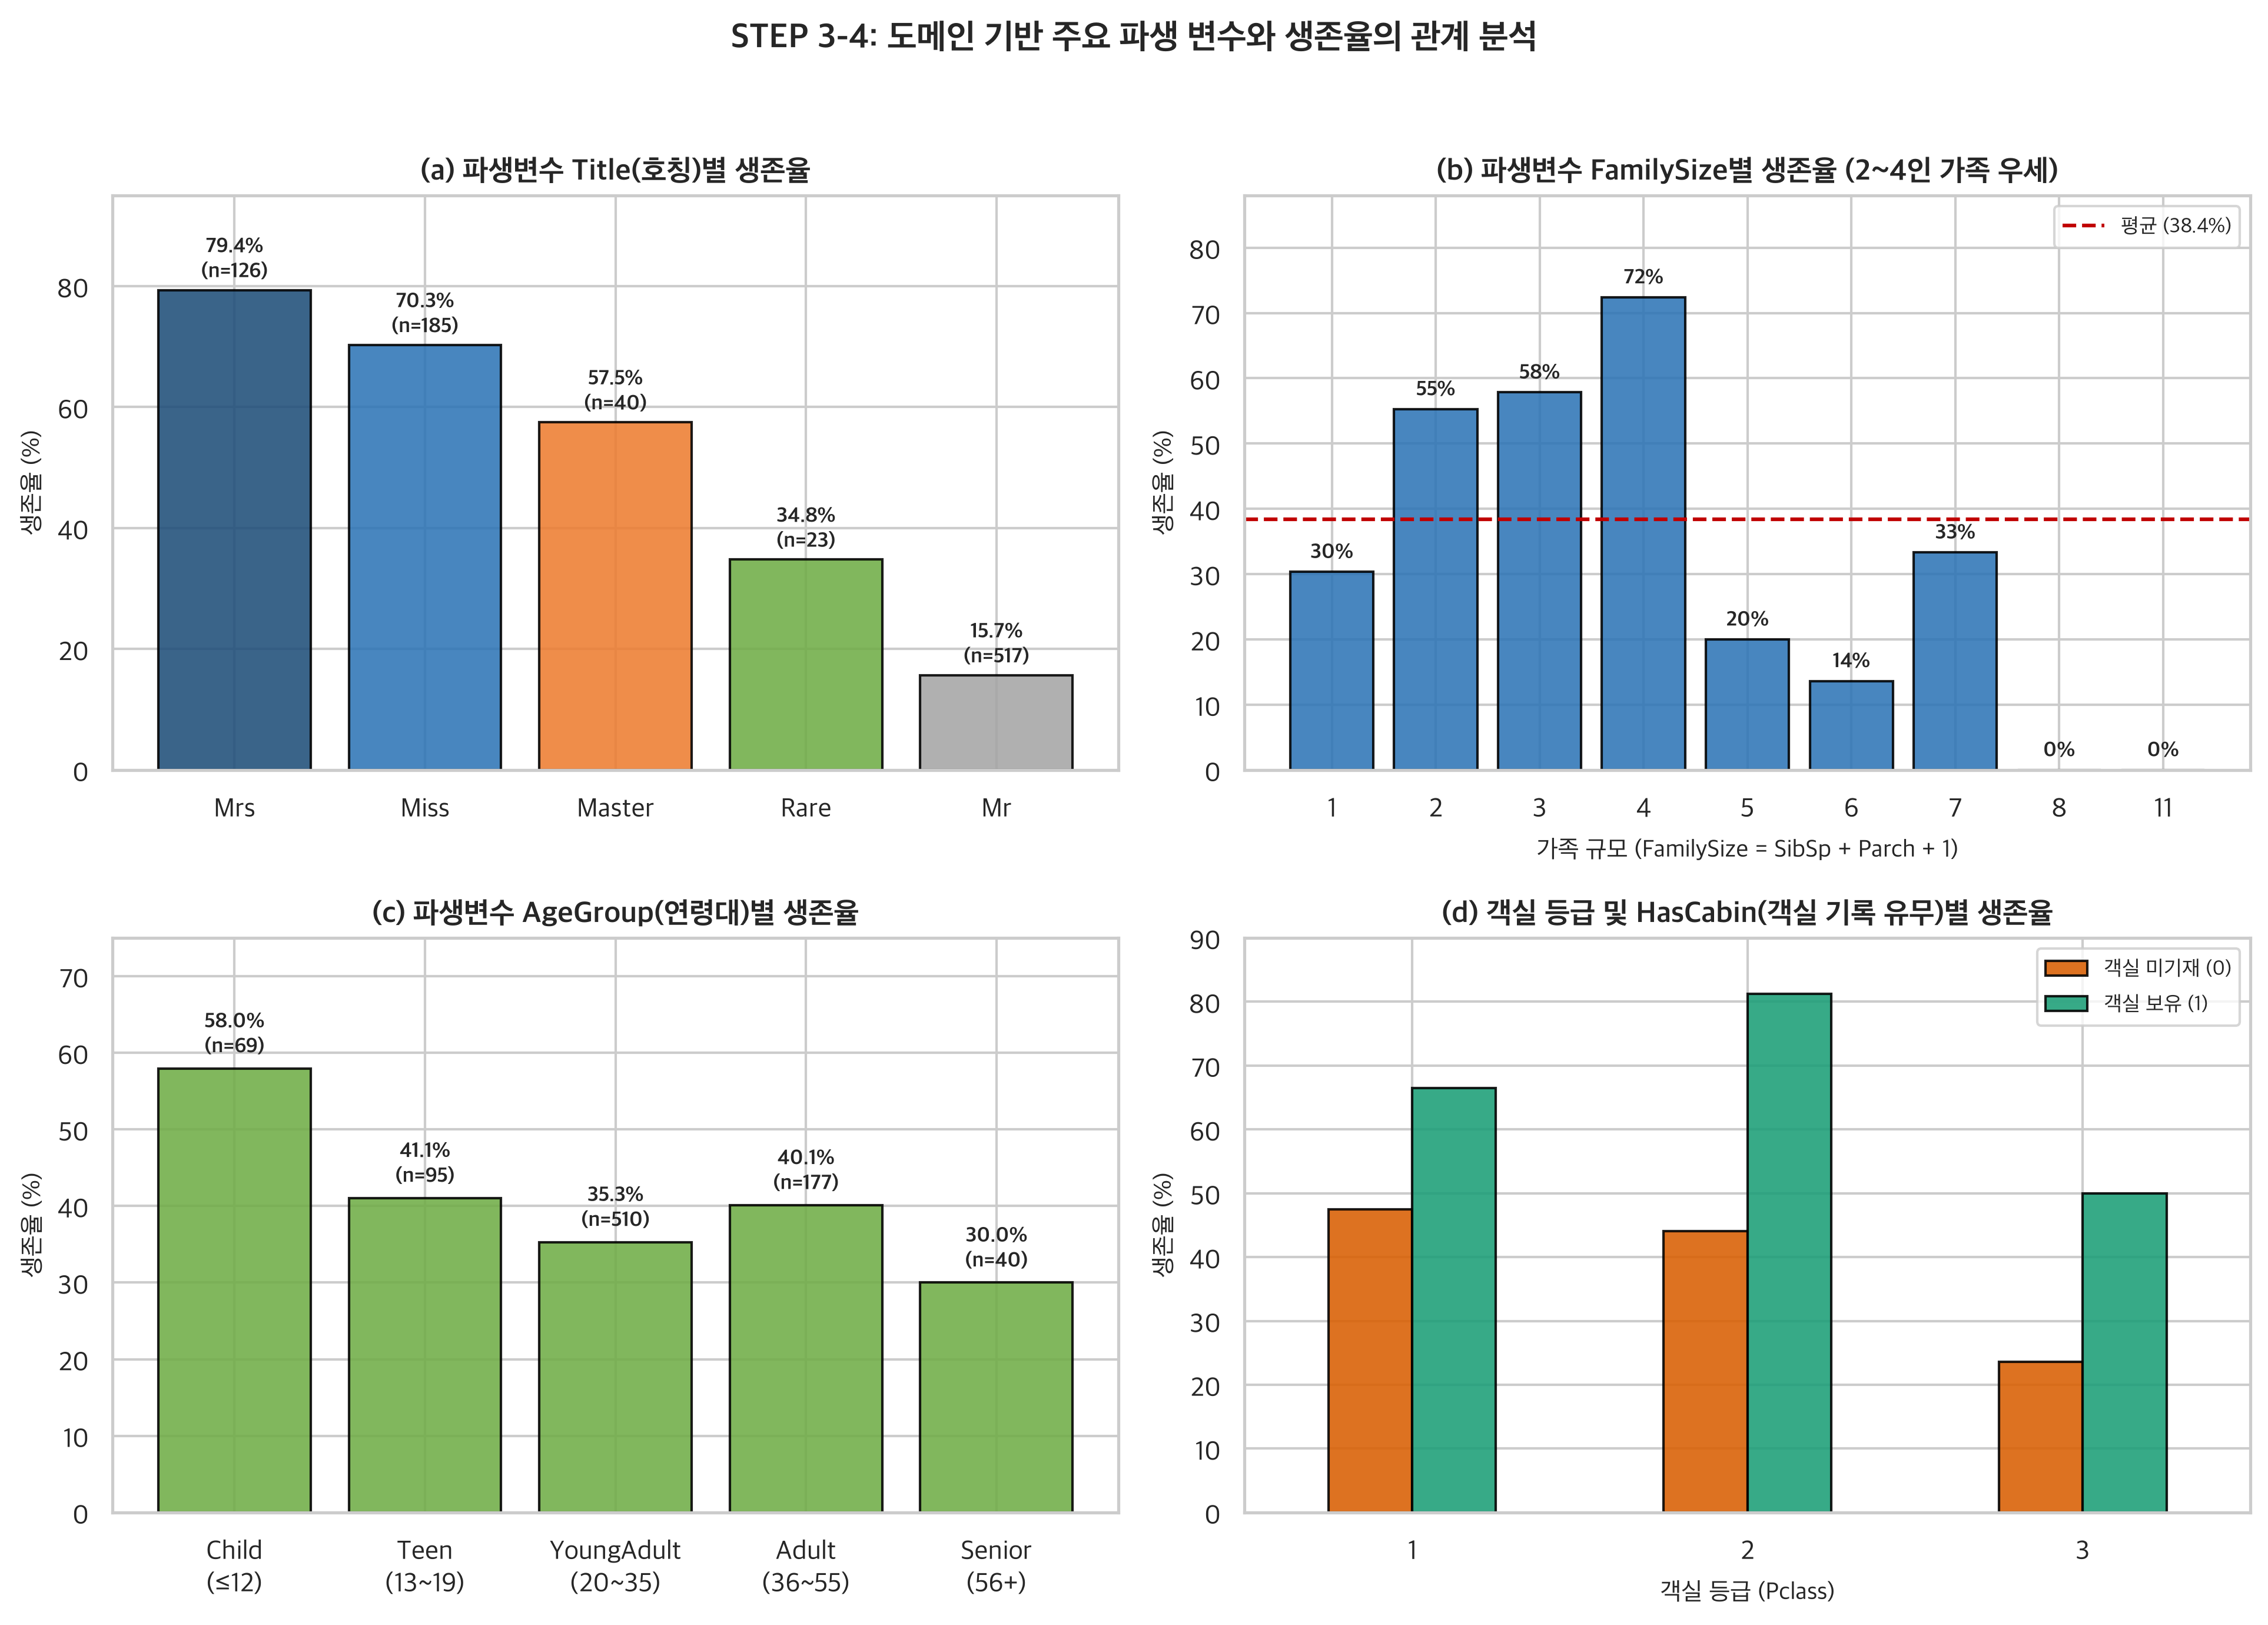 STEP 3-4: 도메인 기반 주요 파생 변수와 생존율의 관계 분석
(a) 파생변수 Title(호칭)별 생존율
생존율 (%)
80
60
40
20
0
79.4%
(n=126)
70.3%
(n=185)
57.5%
(n=40)
34.8%
(n=23)
15.7%
(n=517)
Mrs
Miss
Master
Rare
Mr
(b) 파생변수 FamilySize별 생존율 (2~4인 가족 우세)
평균 (38.4%)
생존율 (%)
80
70
60
50
40
30
20
10
0
30%
55%
58%
72%
20%
14%
33%
0%
0%
1
2
3
4
5
6
7
8
11
가족 규모 (FamilySize = SibSp + Parch + 1)
(c) 파생변수 AgeGroup(연령대)별 생존율
생존율 (%)
70
60
50
40
30
20
10
0
58.0%
(n=69)
41.1%
(n=95)
35.3%
(n=510)
40.1%
(n=177)
30.0%
(n=40)
Child
(≤12)
Teen
(13~19)
YoungAdult
(20~35)
Adult
(36~55)
Senior
(56+)
(d) 객실 등급 및 HasCabin(객실 기록 유무)별 생존율
객실 미기재 (0)
객실 보유 (1)
생존율 (%)
90
80
70
60
50
40
30
20
10
0
1
2
3
객실 등급 (Pclass)